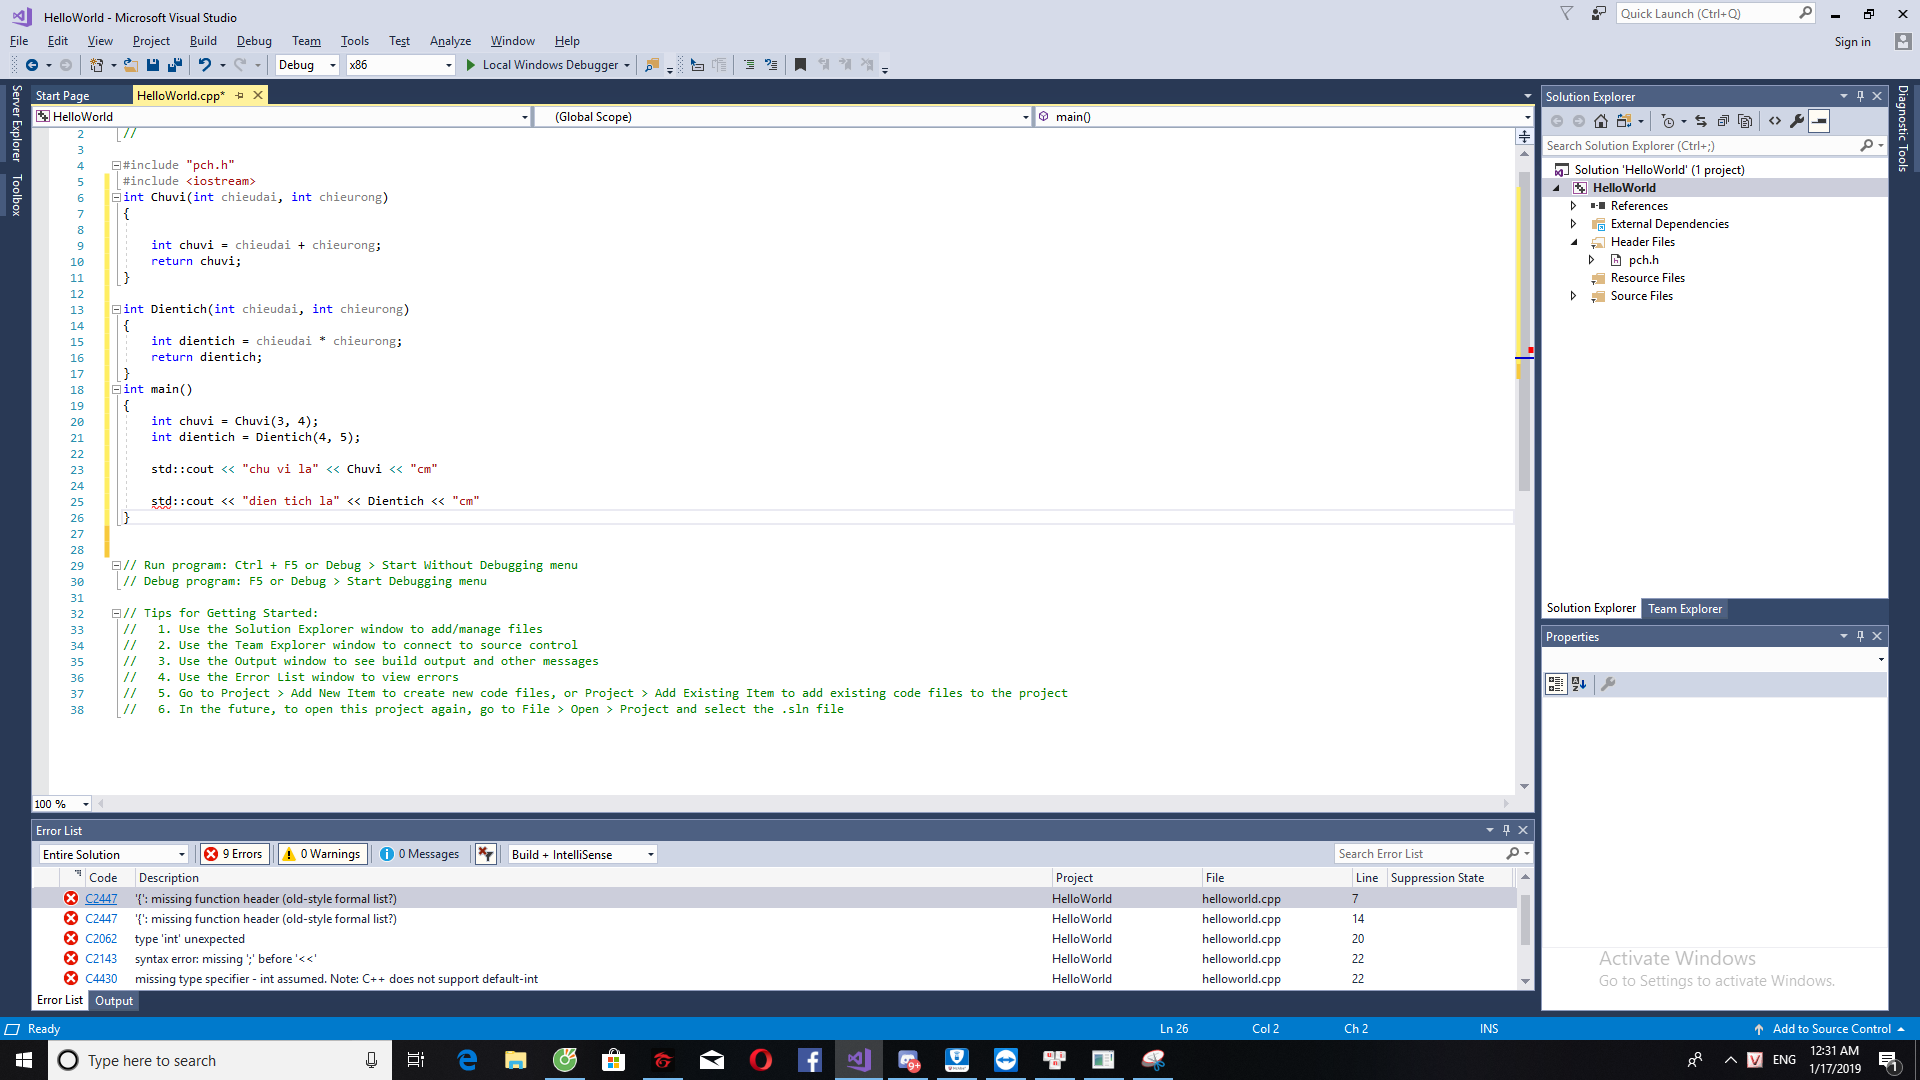 HelloWorld - Microsoft Visual Studio
Quick Launch (Ctrl+Q)
File Edit View Project Build Debug Team Tools Test Analyze Window Help
Sign in
Debug x86 Local Windows Debugger
Server Explorer
Toolbox
Start Page HelloWorld.cpp*
HelloWorld (Global Scope) main()
2 //
3
4 #include "pch.h"
5 #include <iostream>
6 int Chuvi(int chieudai, int chieurong)
7 {
8
9 int chuvi = chieudai + chieurong;
10 return chuvi;
11 }
12
13 int Dientich(int chieudai, int chieurong)
14 {
15 int dientich = chieudai * chieurong;
16 return dientich;
17 }
18 int main()
19 {
20 int chuvi = Chuvi(3, 4);
21 int dientich = Dientich(4, 5);
22
23 std::cout << "chu vi la" << Chuvi << "cm"
24
25 std::cout << "dien tich la" << Dientich << "cm"
26 }
27
28
29 // Run program: Ctrl + F5 or Debug > Start Without Debugging menu
30 // Debug program: F5 or Debug > Start Debugging menu
31
32 // Tips for Getting Started:
33 // 1. Use the Solution Explorer window to add/manage files
34 // 2. Use the Team Explorer window to connect to source control
35 // 3. Use the Output window to see build output and other messages
36 // 4. Use the Error List window to view errors
37 // 5. Go to Project > Add New Item to create new code files, or Project > Add Existing Item to add existing code files to the project
38 // 6. In the future, to open this project again, go to File > Open > Project and select the .sln file
100 %
Error List
Entire Solution 9 Errors 0 Warnings 0 Messages Build + IntelliSense Search Error List
Code Description Project File Line Suppression State
C2447 '{': missing function header (old-style formal list?) HelloWorld helloworld.cpp 7
C2447 '{': missing function header (old-style formal list?) HelloWorld helloworld.cpp 14
C2062 type 'int' unexpected HelloWorld helloworld.cpp 20
C2143 syntax error: missing ';' before '<<' HelloWorld helloworld.cpp 22
C4430 missing type specifier - int assumed. Note: C++ does not support default-int HelloWorld helloworld.cpp 22
Error List Output
Solution Explorer
Search Solution Explorer (Ctrl+;)
Solution 'HelloWorld' (1 project)
HelloWorld
References
External Dependencies
Header Files
pch.h
Resource Files
Source Files
Solution Explorer Team Explorer
Properties
Diagnostic Tools
Activate Windows
Go to Settings to activate Windows.
Ready Ln 26 Col 2 Ch 2 INS Add to Source Control
Type here to search
9+
V ENG 12:31 AM
1/17/2019
1